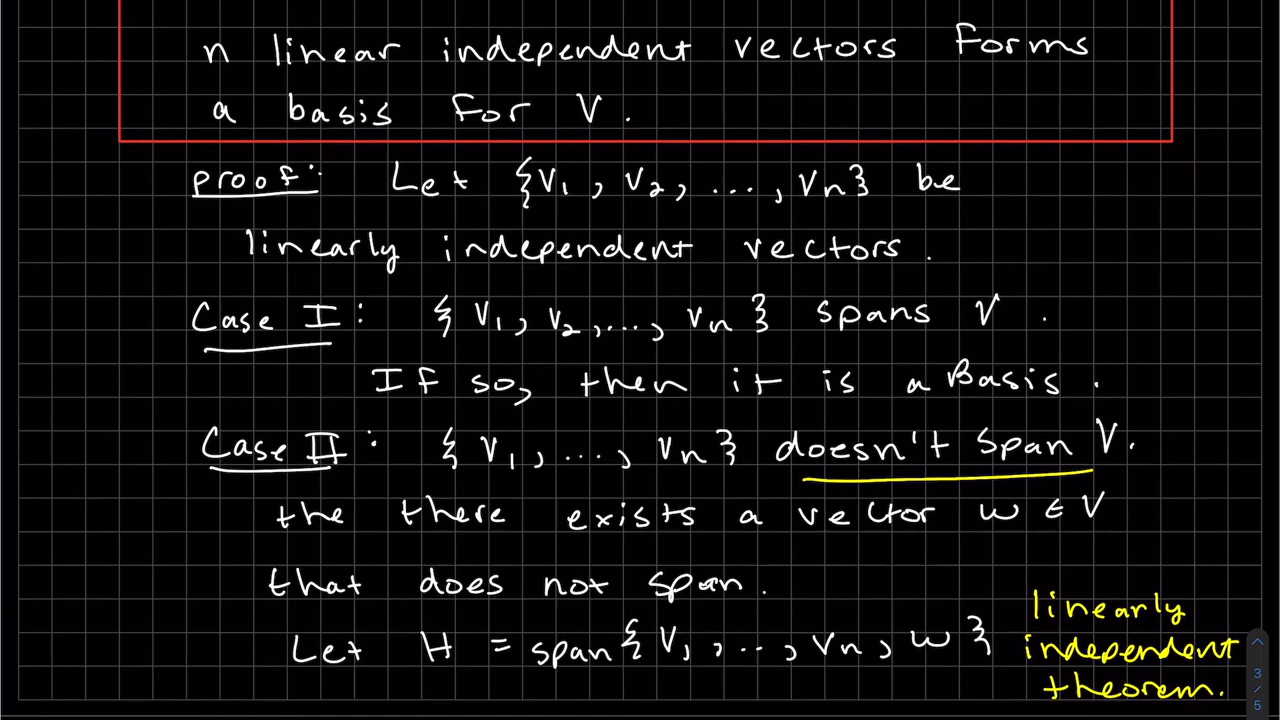 n linear independent vectors forms
a basis for V.
proof: Let {v1, v2, ..., vn} be
linearly independent vectors.
Case I: {v1, v2, ..., vn} spans V.
If so, then it is a Basis.
Case II: {v1, ..., vn} doesn't span V.
the there exists a vector w ∈ V
that does not span.
Let H = span{v1, ..., vn, w}
linearly
independent
theorem.
3
/
5